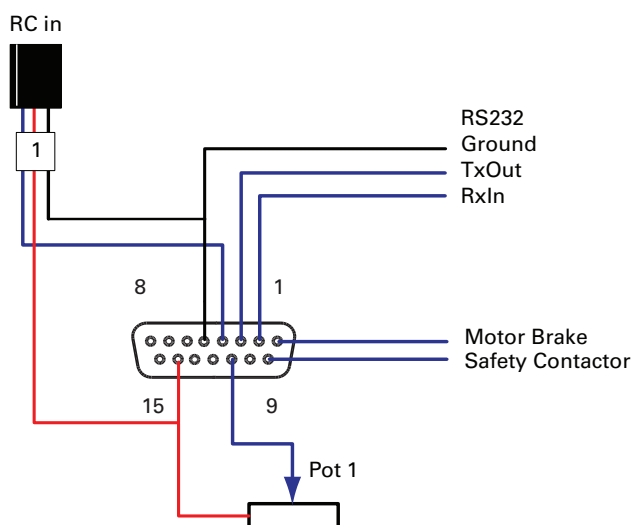 RC in
1
RS232
Ground
TxOut
RxIn
8
1
Motor Brake
Safety Contactor
15
9
Pot 1